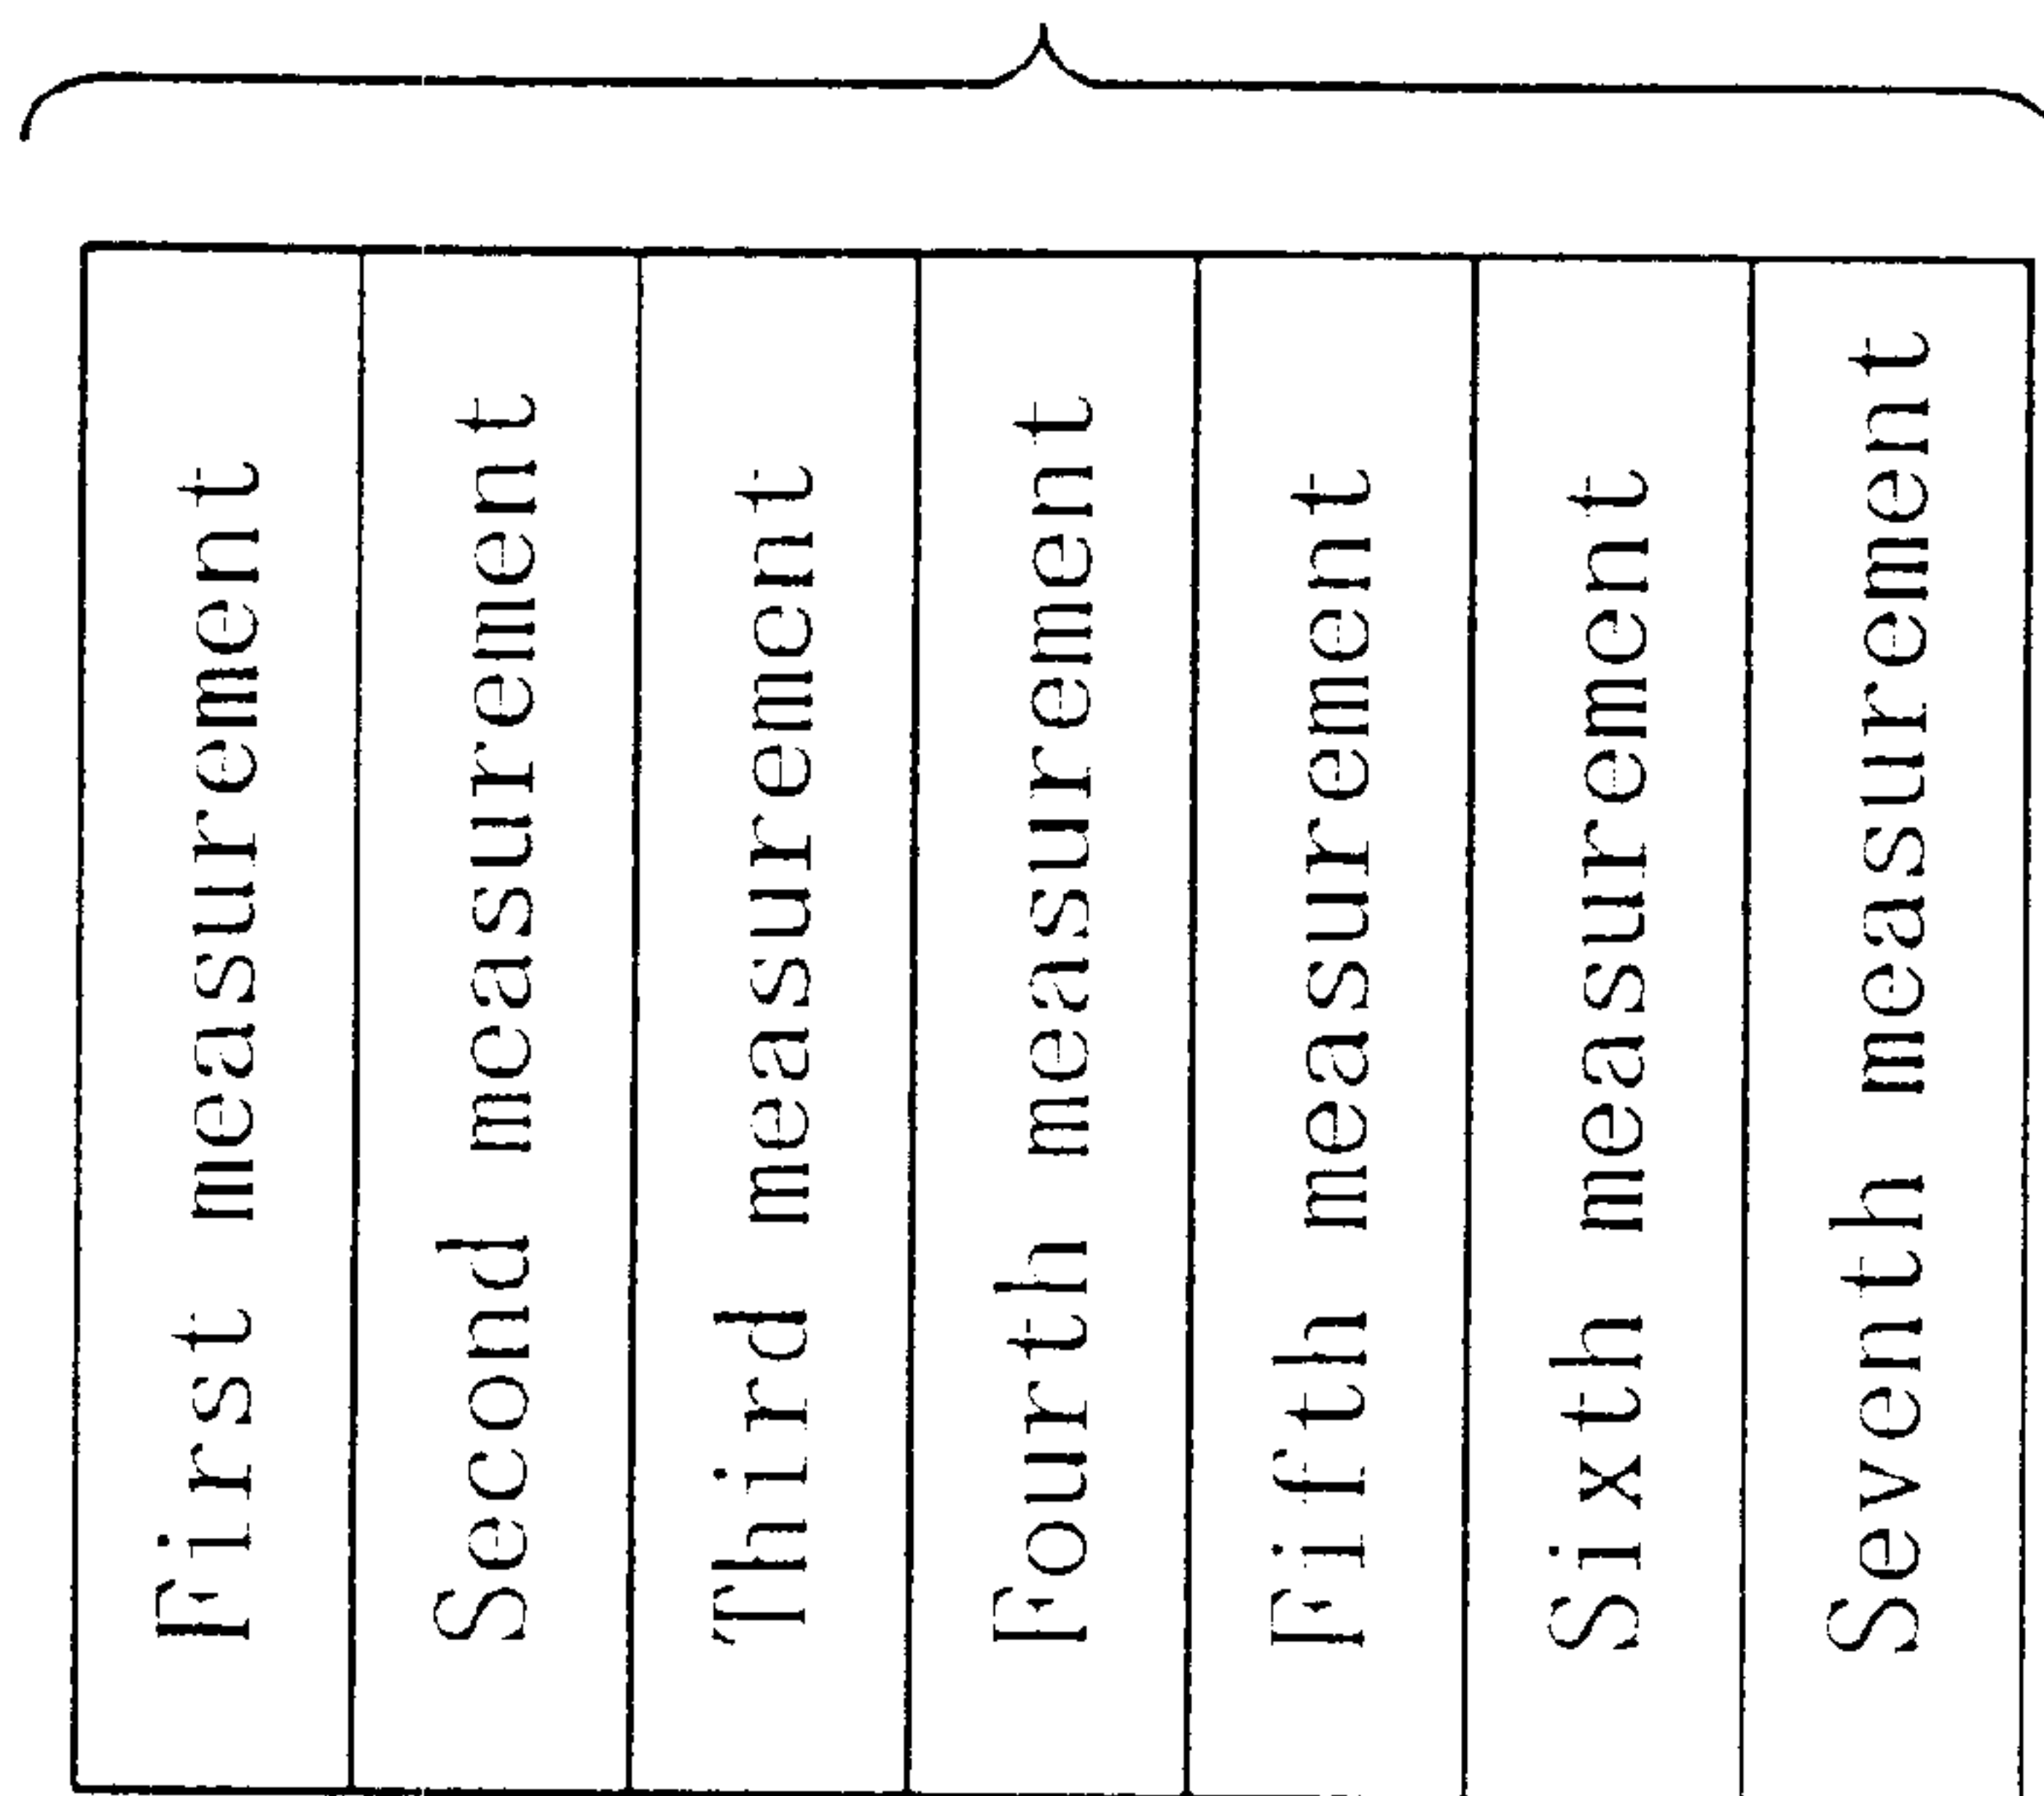 First measurement
Second measurement
Third measurement
Fourth measurement
Fifth measurement
Sixth measurement
Seventh measurement